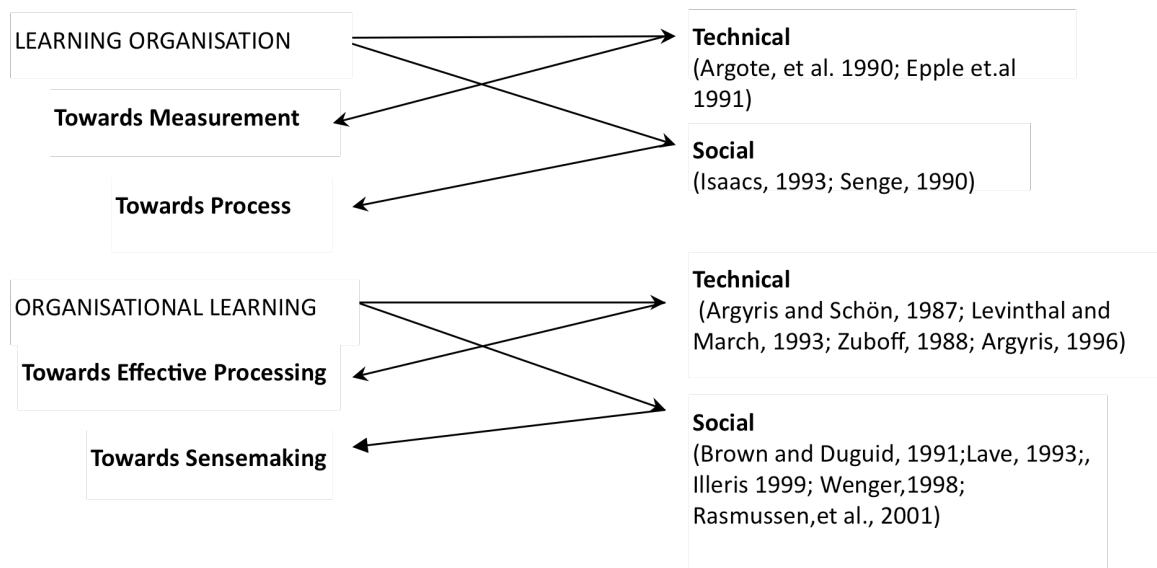 LEARNING ORGANISATION
Towards Measurement
Towards Process
Technical
(Argote, et al. 1990; Epple et.al
1991)
Social
(Isaacs, 1993; Senge, 1990)
ORGANISATIONAL LEARNING
Towards Effective Processing
Towards Sensemaking
Technical
(Argyris and Schön, 1987; Levinthal and
March, 1993; Zuboff, 1988; Argyris, 1996)
Social
(Brown and Duguid, 1991;Lave, 1993;,
Illeris 1999; Wenger,1998;
Rasmussen,et al., 2001)